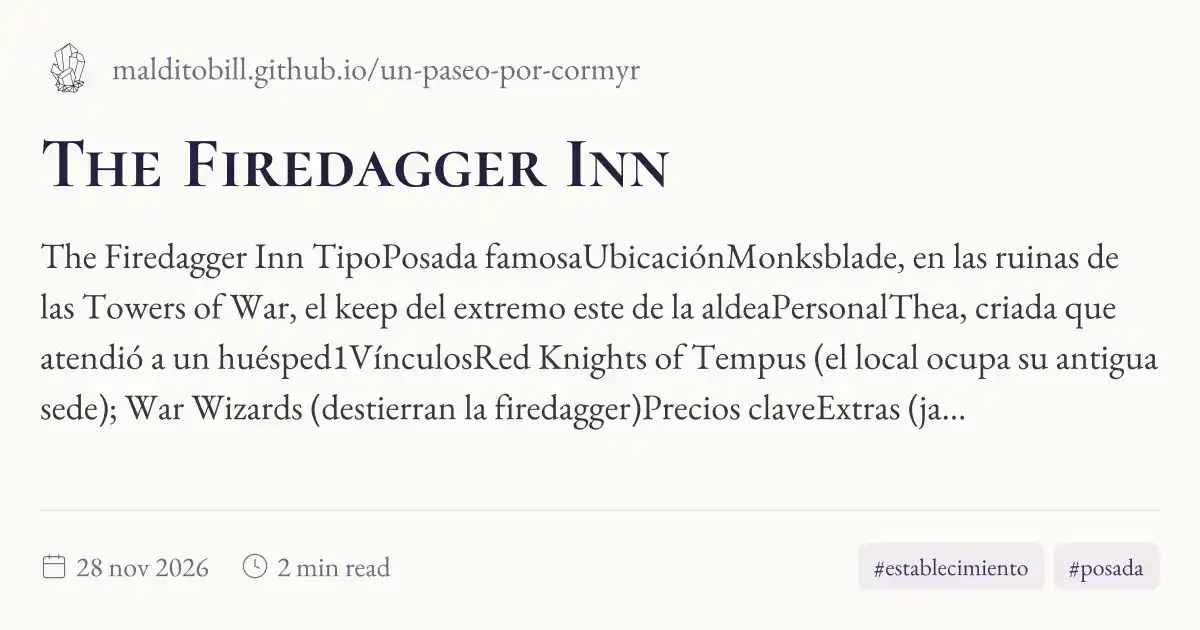 malditobill.github.io/un-paseo-por-cormyr
The Firedagger Inn
The Firedagger Inn TipoPosada famosaUbicaciónMonksblade, en las ruinas de
las Towers of War, el keep del extremo este de la aldeaPersonalThea, criada que
atendió a un huésped1VínculosRed Knights of Tempus (el local ocupa su antigua
sede); War Wizards (destierran la firedagger)Precios claveExtras (ja...
28 nov 2026
2 min read
#establecimiento
#posada